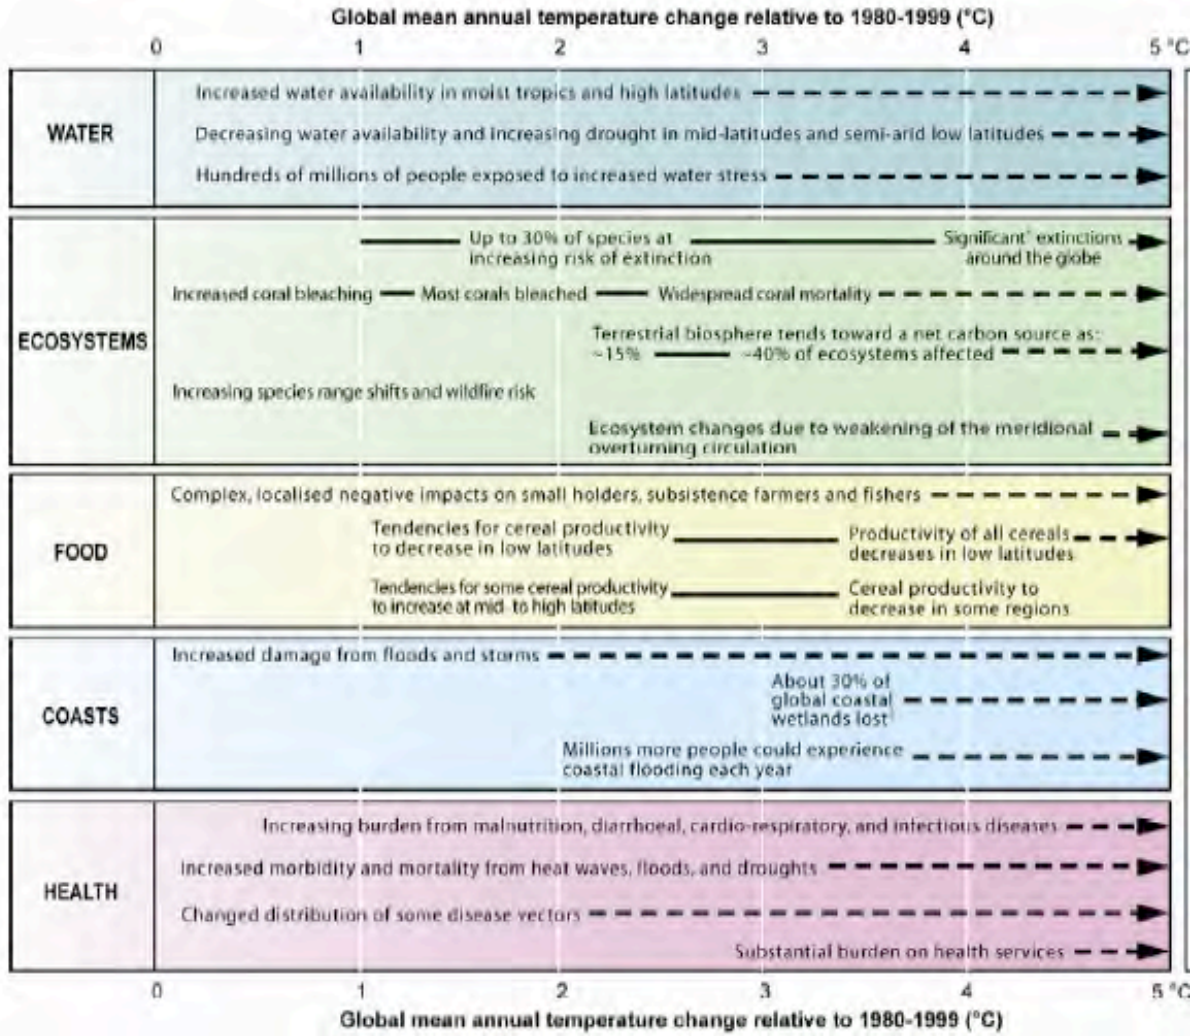 Global mean annual temperature change relative to 1980-1999 (°C)
0 1 2 3 4 5 °C
WATER
Increased water availability in moist tropics and high latitudes
Decreasing water availability and increasing drought in mid-latitudes and semi-arid low latitudes
Hundreds of millions of people exposed to increased water stress
ECOSYSTEMS
Up to 30% of species at
increasing risk of extinction
Significant* extinctions
around the globe
Increased coral bleaching Most corals bleached Widespread coral mortality
Terrestrial biosphere tends toward a net carbon source as:
~15% ~40% of ecosystems affected
Increasing species range shifts and wildfire risk
Ecosystem changes due to weakening of the meridional
overturning circulation
FOOD
Complex, localised negative impacts on small holders, subsistence farmers and fishers
Tendencies for cereal productivity
to decrease in low latitudes
Productivity of all cereals
decreases in low latitudes
Tendencies for some cereal productivity
to increase at mid- to high latitudes
Cereal productivity to
decrease in some regions
COASTS
Increased damage from floods and storms
About 30% of
global coastal
wetlands lost
Millions more people could experience
coastal flooding each year
HEALTH
Increasing burden from malnutrition, diarrhoeal, cardio-respiratory, and infectious diseases
Increased morbidity and mortality from heat waves, floods, and droughts
Changed distribution of some disease vectors
Substantial burden on health services
0 1 2 3 4 5 °C
Global mean annual temperature change relative to 1980-1999 (°C)